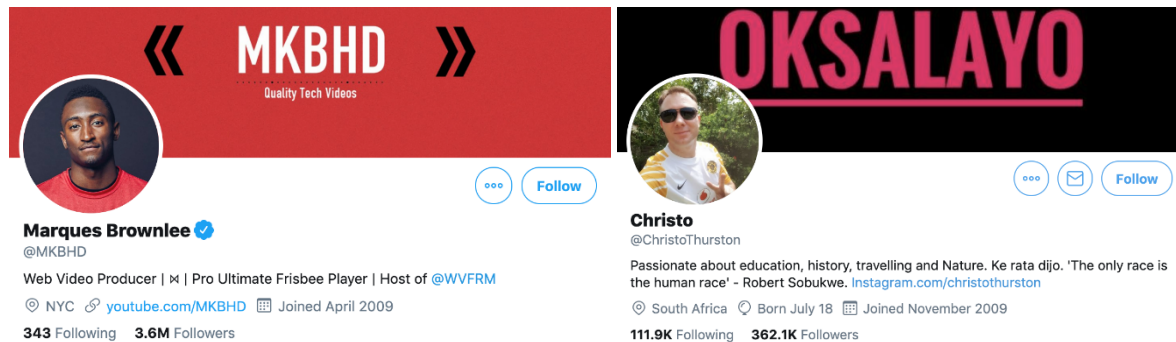 MKBHD
Quality Tech Videos
Follow
Marques Brownlee
@MKBHD
Web Video Producer | ⋈ | Pro Ultimate Frisbee Player | Host of @WVFRM
NYC youtube.com/MKBHD Joined April 2009
343 Following 3.6M Followers
OKSALAYO
Follow
Christo
@ChristoThurston
Passionate about education, history, travelling and Nature. Ke rata dijo. 'The only race is
the human race' - Robert Sobukwe. Instagram.com/christothurston
South Africa Born July 18 Joined November 2009
111.9K Following 362.1K Followers